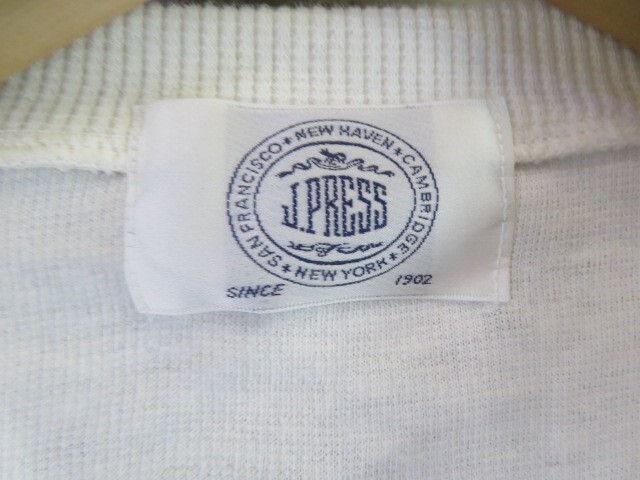 SAN FRANCISCO ★ NEW HAVEN ★ CAMBRIDGE ★ NEW YORK ★
J.PRESS
SINCE 1902